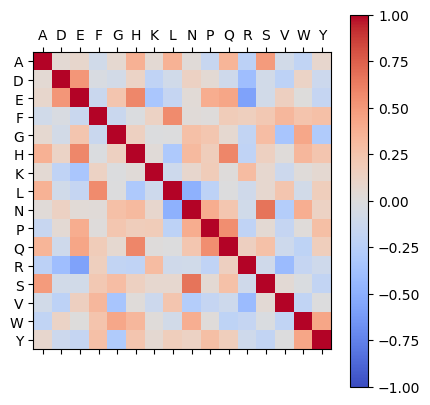 A D E F G H K L N P Q R S V W Y
A
D
E
F
G
H
K
L
N
P
Q
R
S
V
W
Y
1.00
0.75
0.50
0.25
0.00
−0.25
−0.50
−0.75
−1.00